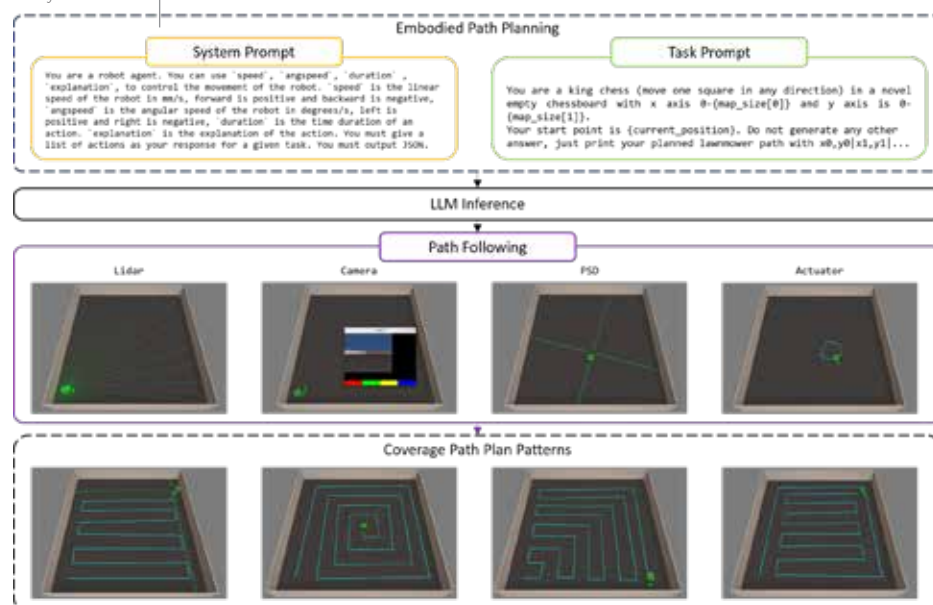 Embodied Path Planning
System Prompt
You are a robot agent. You can use `speed`, `angspeed`, `duration` ,
`explanation`, to control the movement of the robot. `speed` is the linear
speed of the robot in mm/s, forward is positive and backward is negative,
`angspeed` is the angular speed of the robot in degrees/s, left is
positive and right is negative, `duration` is the time duration of an
action. `explanation` is the explanation of the action. You must give a
list of actions as your response for a given task. You must output JSON.
Task Prompt
You are a king chess (move one square in any direction) in a novel
empty chessboard with x axis 0-{map_size[0]} and y axis is 0-
{map_size[1]}.
Your start point is {current_position}. Do not generate any other
answer, just print your planned lawnmower path with x0,y0|x1,y1|...
LLM Inference
Path Following
Lidar
Camera
PSD
Actuator
Coverage Path Plan Patterns